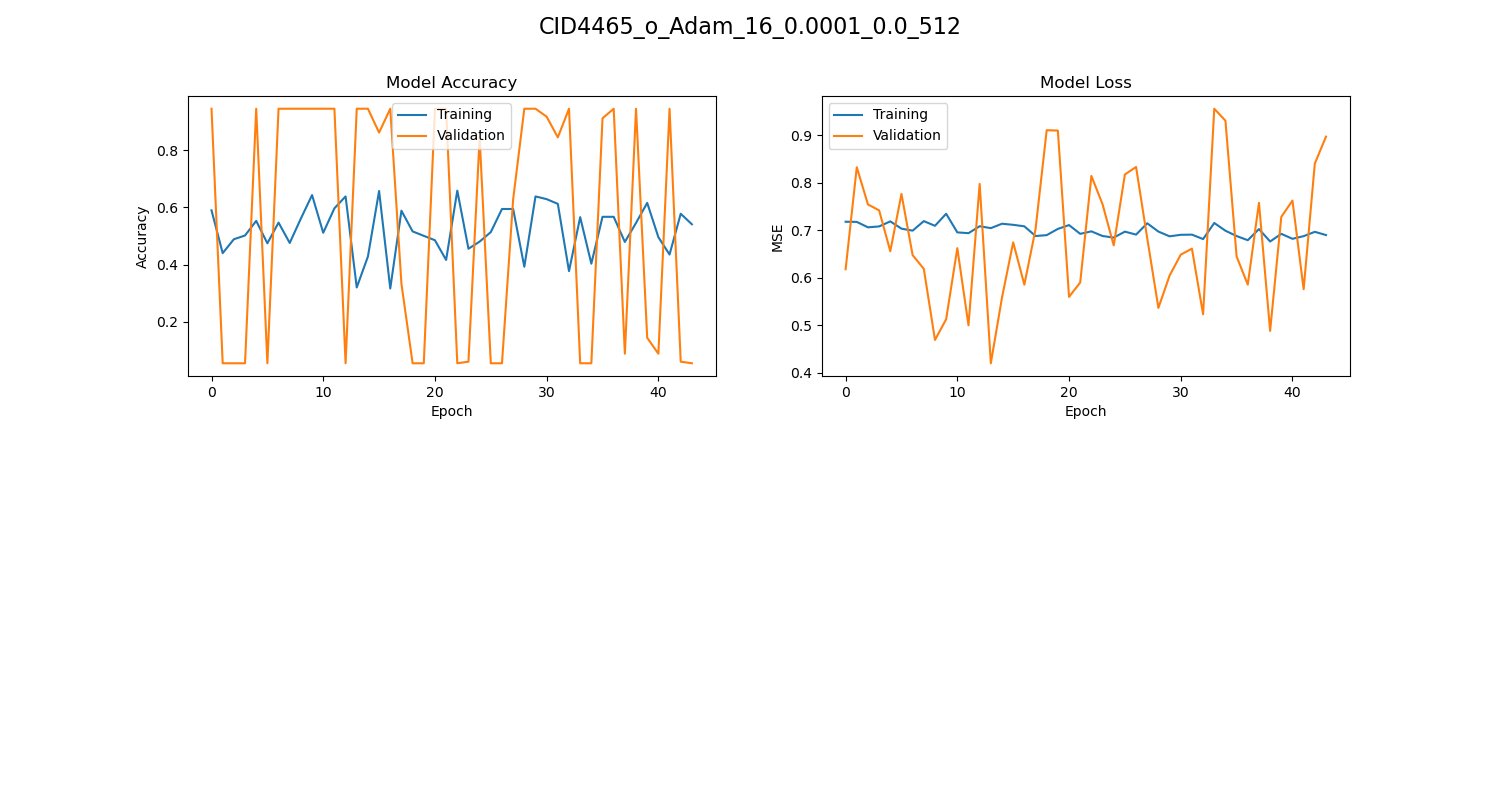 CID4465_o_Adam_16_0.0001_0.0_512
Model Accuracy
Training
Validation
0.8
0.6
0.4
0.2
Accuracy
0 10 20 30 40
Epoch
Model Loss
Training
Validation
0.9
0.8
0.7
0.6
0.5
0.4
MSE
0 10 20 30 40
Epoch